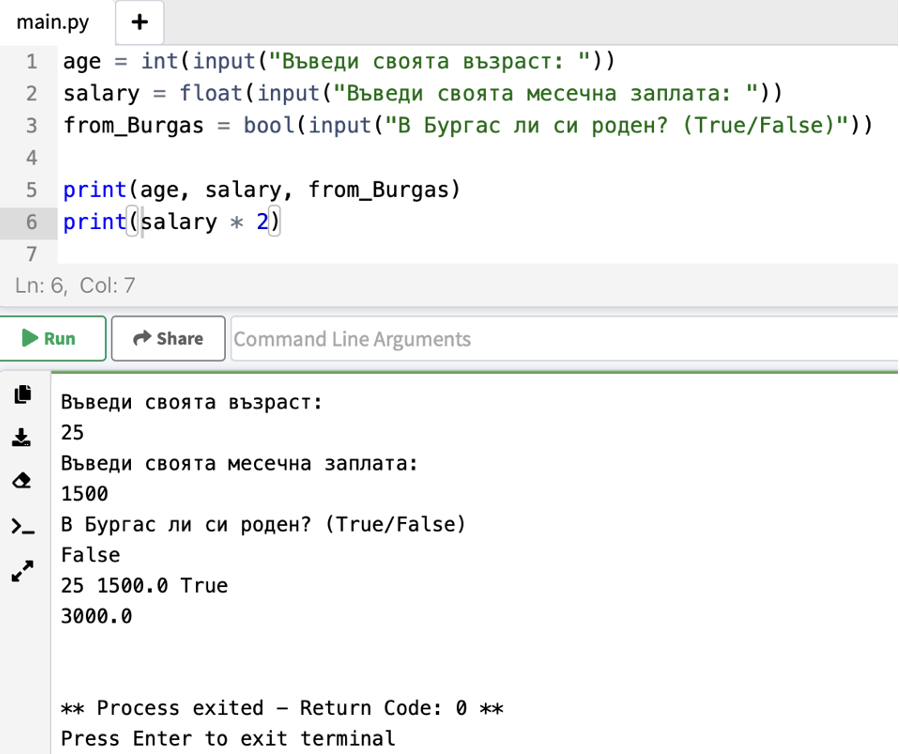 main.py +
1 age = int(input("Въведи своята възраст: "))
2 salary = float(input("Въведи своята месечна заплата: "))
3 from_Burgas = bool(input("В Бургас ли си роден? (True/False)"))
4
5 print(age, salary, from_Burgas)
6 print(salary * 2)
7
Ln: 6, Col: 7
Run Share Command Line Arguments
Въведи своята възраст:
25
Въведи своята месечна заплата:
1500
В Бургас ли си роден? (True/False)
False
25 1500.0 True
3000.0
** Process exited - Return Code: 0 **
Press Enter to exit terminal